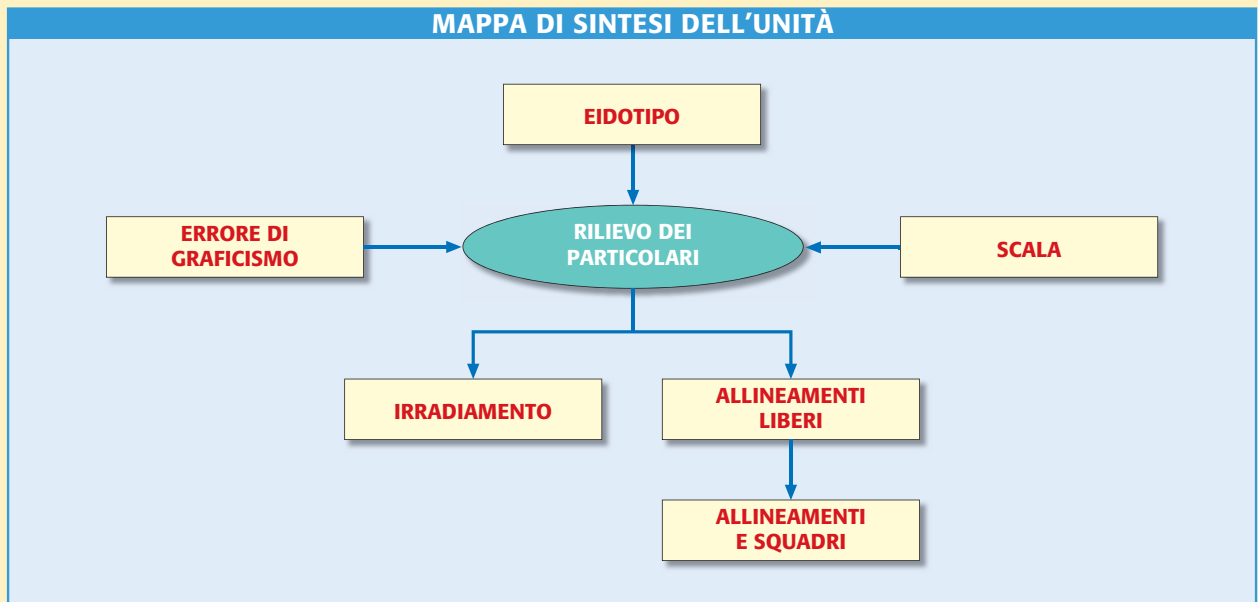 MAPPA DI SINTESI DELL'UNITÀ
EIDOTIPO
ERRORE DI
GRAFICISMO
RILIEVO DEI
PARTICOLARI
SCALA
IRRADIAMENTO
ALLINEAMENTI
LIBERI
ALLINEAMENTI
E SQUADRI